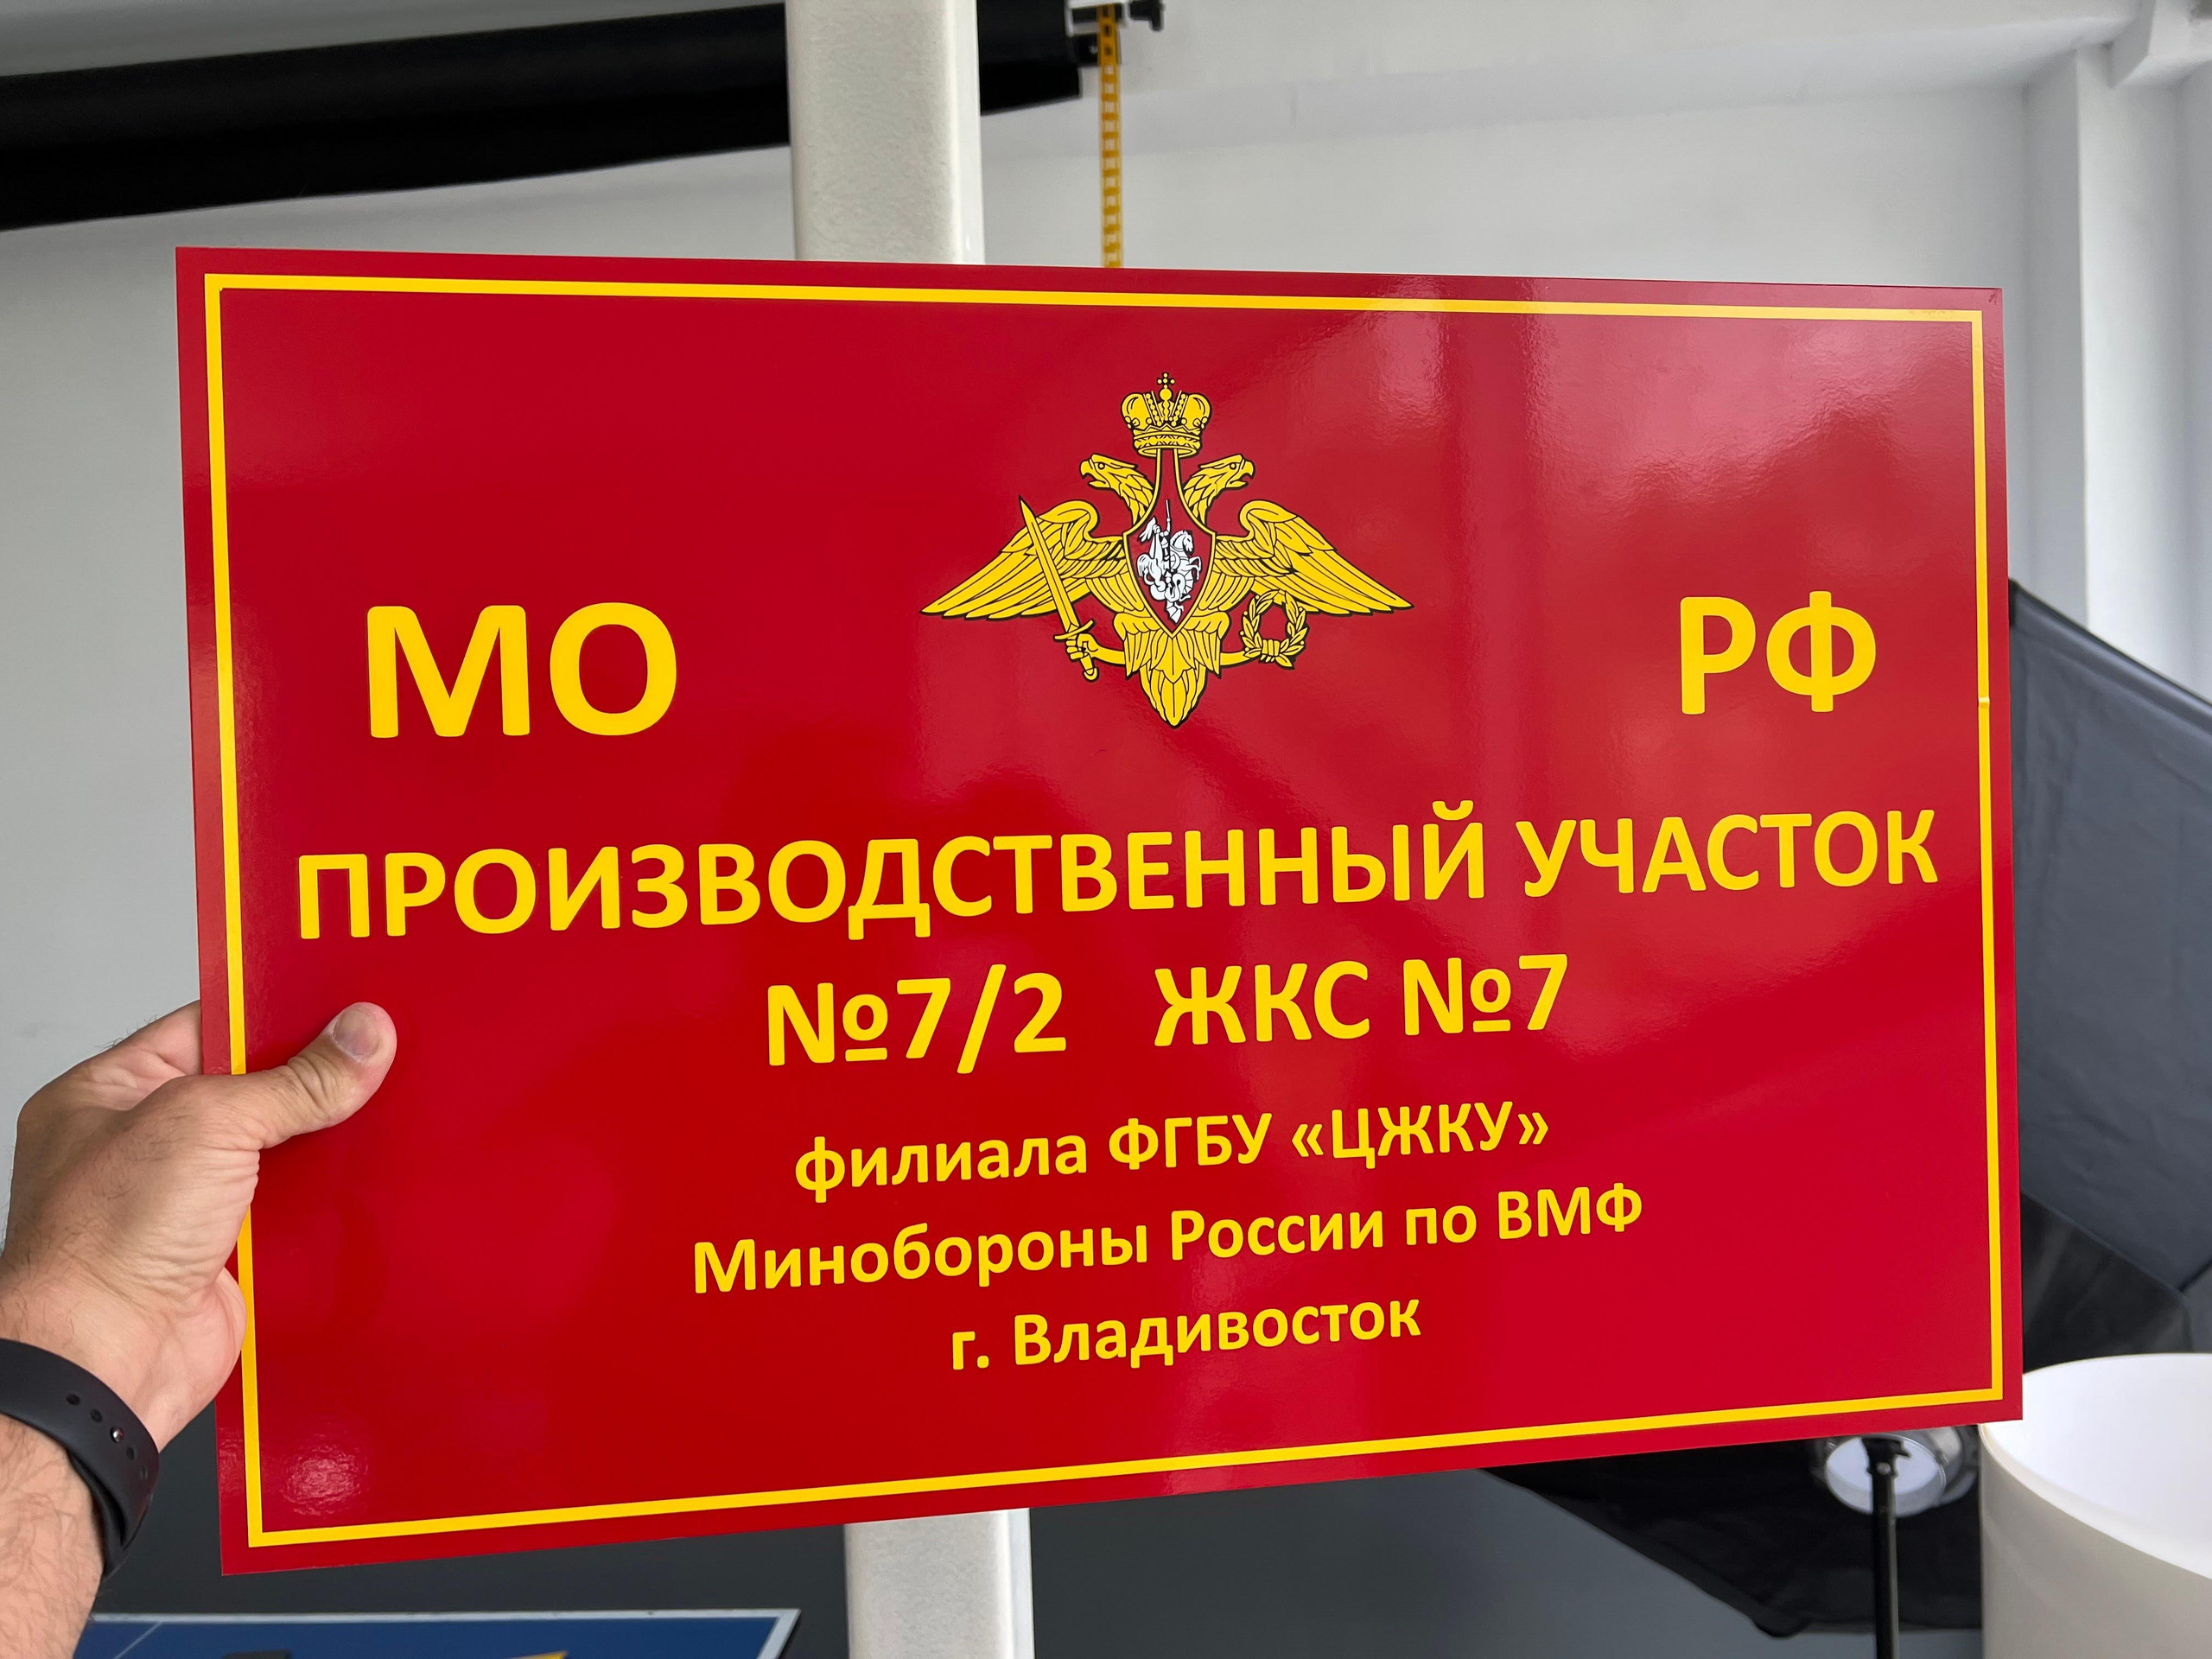 МО РФ
ПРОИЗВОДСТВЕННЫЙ УЧАСТОК
№7/2 ЖКС №7
филиала ФГБУ «ЦЖКУ»
Минобороны России по ВМФ
г. Владивосток